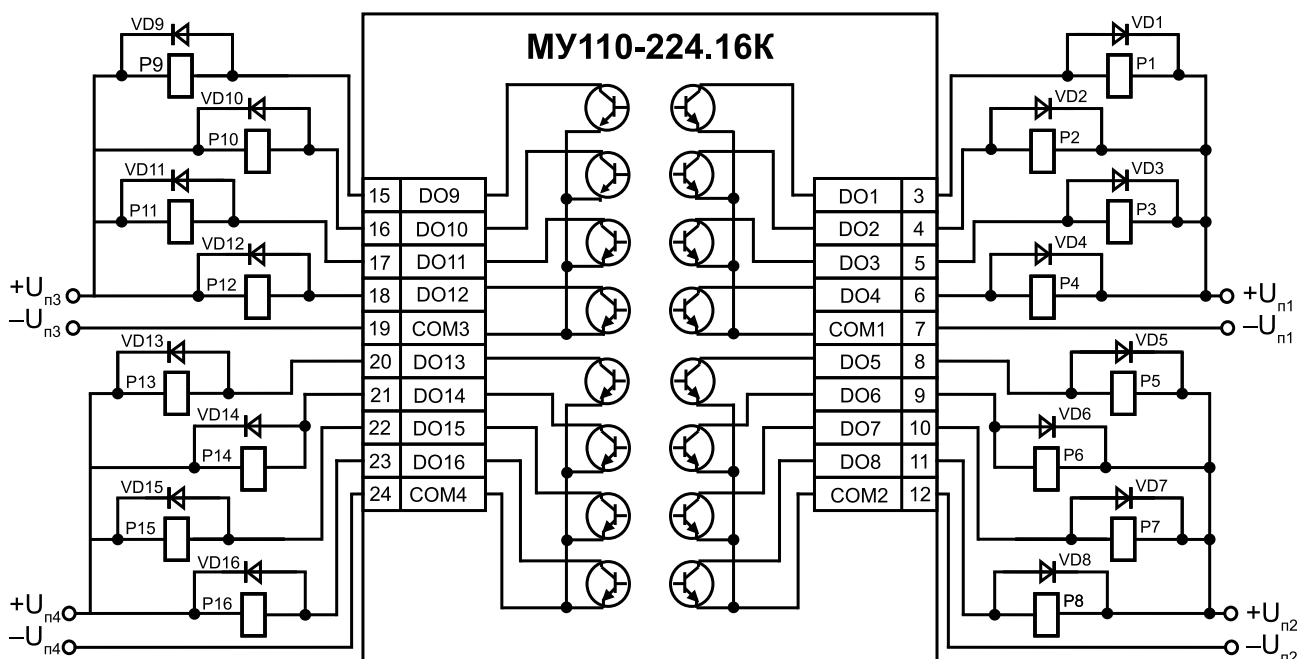 МУ110-224.16К
VD9
P9
VD10
P10
VD11
P11
VD12
P12
+Uп3
–Uп3
VD13
P13
VD14
P14
VD15
P15
VD16
P16
+Uп4
–Uп4
15 DO9
16 DO10
17 DO11
18 DO12
19 COM3
20 DO13
21 DO14
22 DO15
23 DO16
24 COM4
DO1 3
DO2 4
DO3 5
DO4 6
COM1 7
DO5 8
DO6 9
DO7 10
DO8 11
COM2 12
VD1
P1
VD2
P2
VD3
P3
VD4
P4
+Uп1
–Uп1
VD5
P5
VD6
P6
VD7
P7
VD8
P8
+Uп2
–Uп2